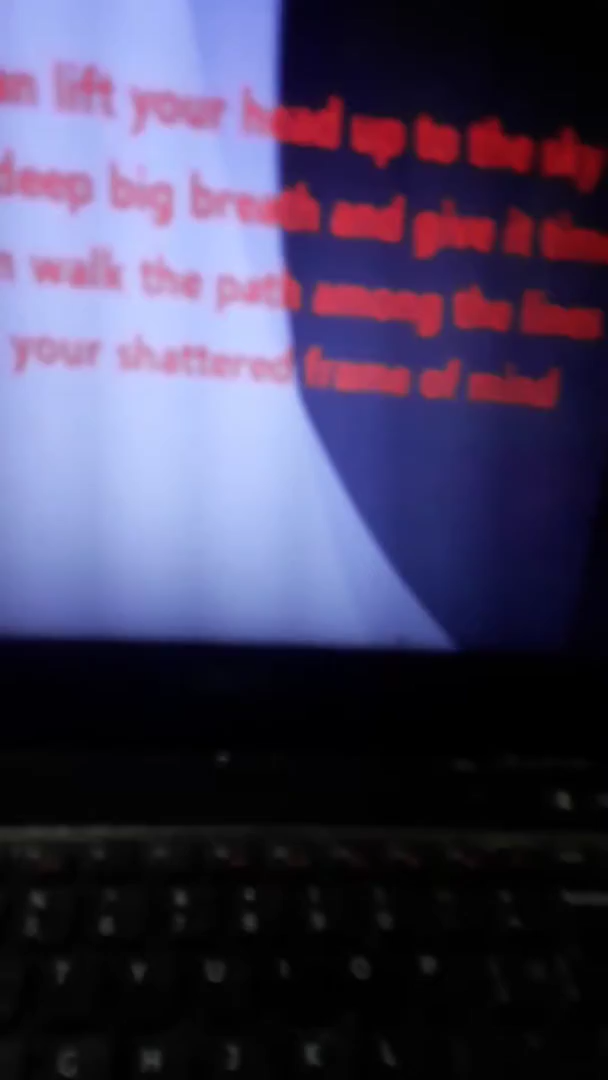 an lift your head up to the sky
deep big breath and give it time
n walk the path among the lines
your shattered frame of mind
T Y U I O P
G H J K L